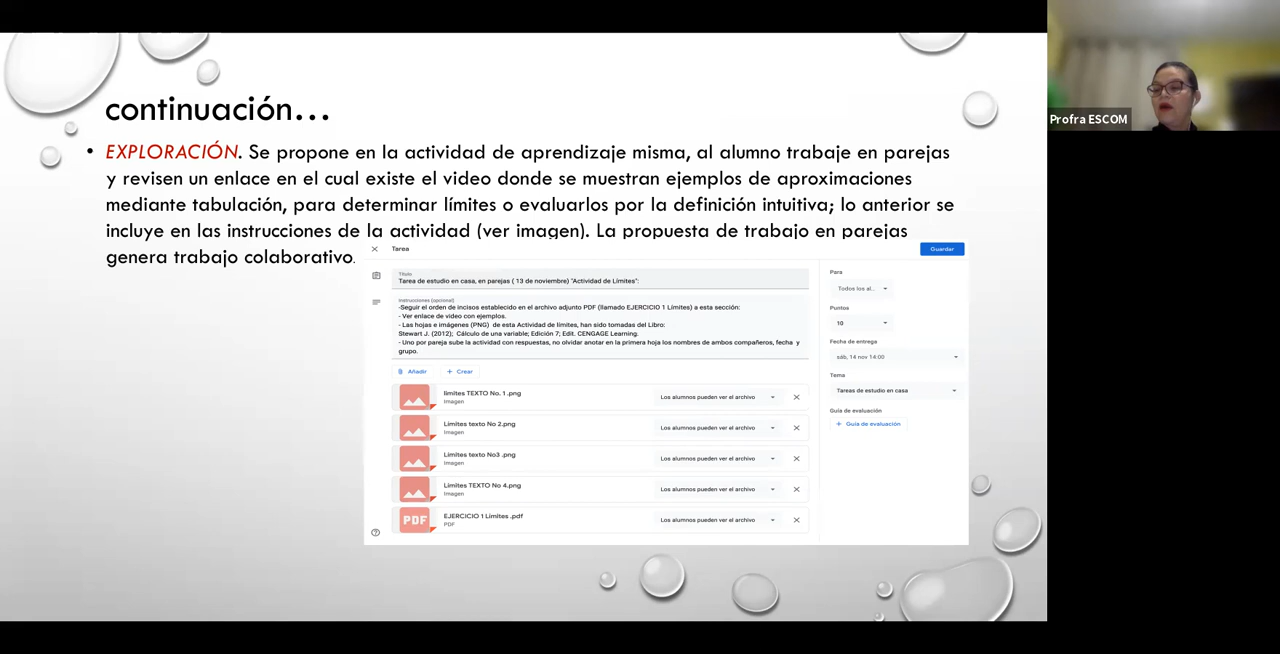 continuación...
• EXPLORACIÓN. Se propone en la actividad de aprendizaje misma, al alumno trabaje en parejas
y revisen un enlace en el cual existe el video donde se muestran ejemplos de aproximaciones
mediante tabulación, para determinar límites o evaluarlos por la definición intuitiva; lo anterior se
incluye en las instrucciones de la actividad (ver imagen). La propuesta de trabajo en parejas
genera trabajo colaborativo.
Profra ESCOM
Tarea
Guardar
Título
Tarea de estudio en casa, en parejas ( 13 de noviembre) "Actividad de Límites":
Instrucciones (opcional)
-Seguir el orden de incisos establecido en el archivo adjunto PDF (llamado EJERCICIO 1 Límites) a esta sección:
- Ver enlace de video con ejemplos.
- Las hojas e imágenes (PNG) de esta Actividad de límites, han sido tomadas del Libro:
Stewart J. (2012); Cálculo de una variable; Edición 7; Edit. CENGAGE Learning.
- Uno por pareja sube la actividad con respuestas, no olvidar anotar en la primera hoja los nombres de ambos compañeros, fecha y
grupo.
Añadir
+ Crear
límites TEXTO No. 1 .png
Imagen
Los alumnos pueden ver el archivo
Límites texto No 2.png
Imagen
Los alumnos pueden ver el archivo
Límites texto No3 .png
Imagen
Los alumnos pueden ver el archivo
Límites TEXTO No 4.png
Imagen
Los alumnos pueden ver el archivo
PDF
EJERCICIO 1 Límites .pdf
PDF
Los alumnos pueden ver el archivo
Para
Todos los al...
Puntos
10
Fecha de entrega
sáb, 14 nov 14:00
Tema
Tareas de estudio en casa
Guía de evaluación
+ Guía de evaluación